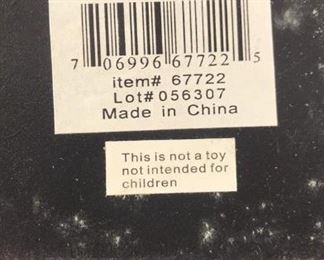 7 06996 67722 5
item# 67722
Lot#056307
Made in China
This is not a toy
not intended for
children